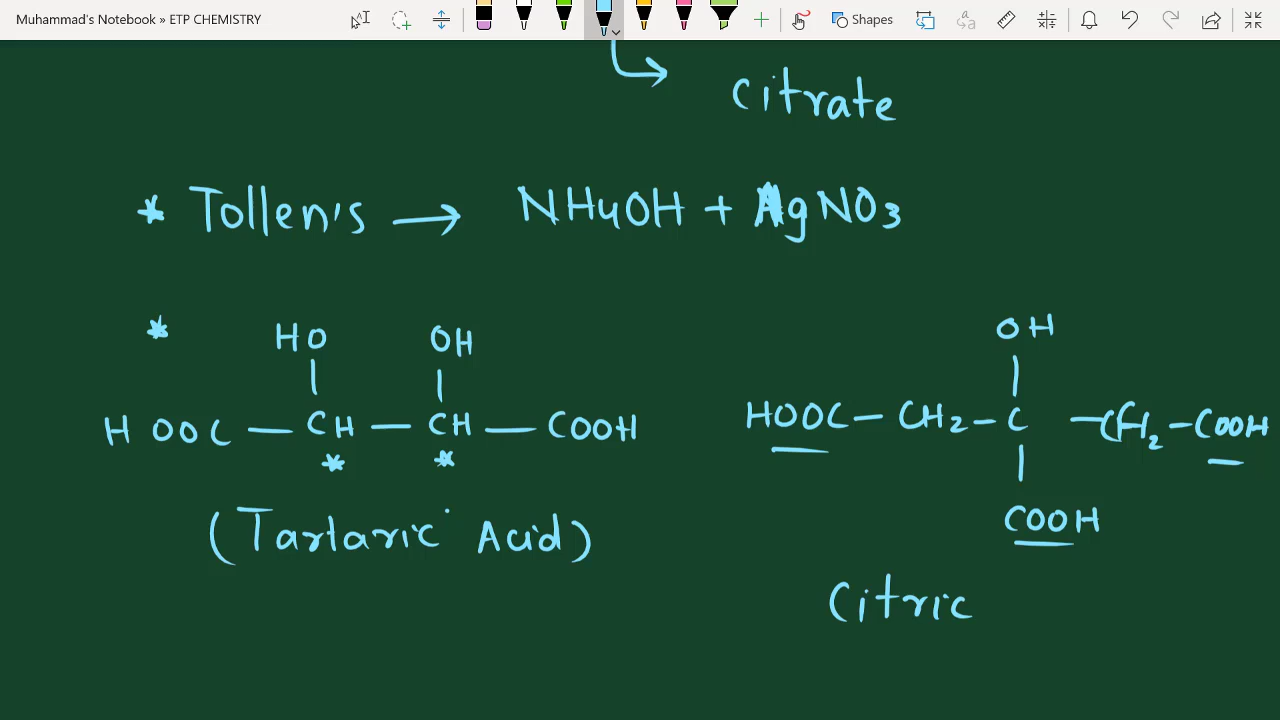 Muhammad's Notebook » ETP CHEMISTRY
Shapes
Citrate
* Tollen's → NH4OH + AgNO3
*
HO OH
HOOC — CH — CH — COOH
* *
(Tartaric Acid)
OH
HOOC — CH2 — C — CH2 — COOH
COOH
Citric